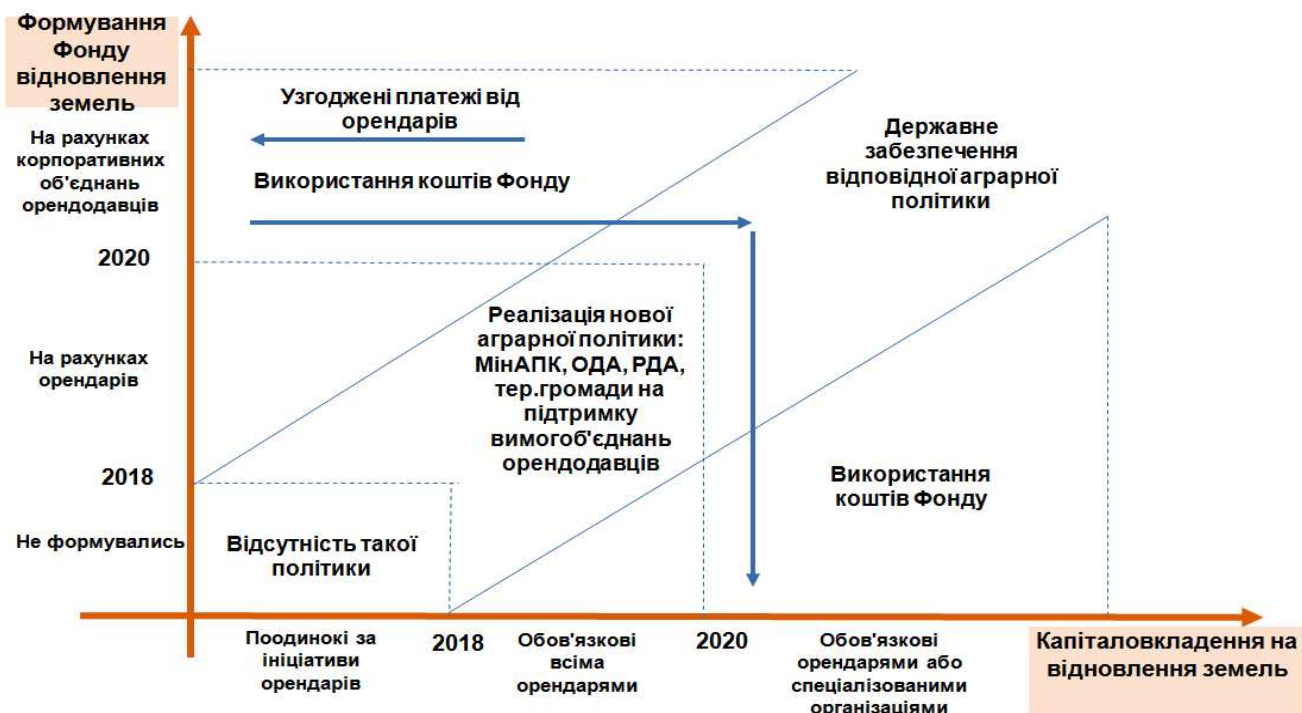 Формування
Фонду
відновлення
земель
Узгоджені платежі від
орендарів
На рахунках
корпоративних
об'єднань
орендодавців
Державне
забезпечення
відповідної аграрної
політики
Використання коштів Фонду
2020
Реалізація нової
аграрної політики:
МінАПК, ОДА, РДА,
тер.громади на
підтримку
вимогоб'єднань
орендодавців
На рахунках
орендарів
2018
Використання
коштів Фонду
Не формувались
Відсутність такої
політики
Поодинокі за
ініціативи
орендарів
2018
Обов'язкові
всіма
орендарями
2020
Обов'язкові
орендарями або
спеціалізованими
організаціями
Капіталовкладення на
відновлення земель